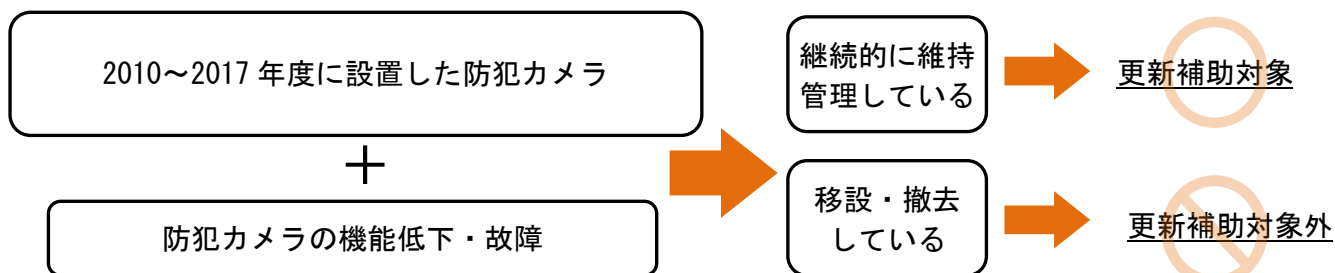 2010~2017 年度に設置した防犯カメラ
+
防犯カメラの機能低下・故障
継続的に維持
管理している
更新補助対象
移設・撤去
している
更新補助対象外